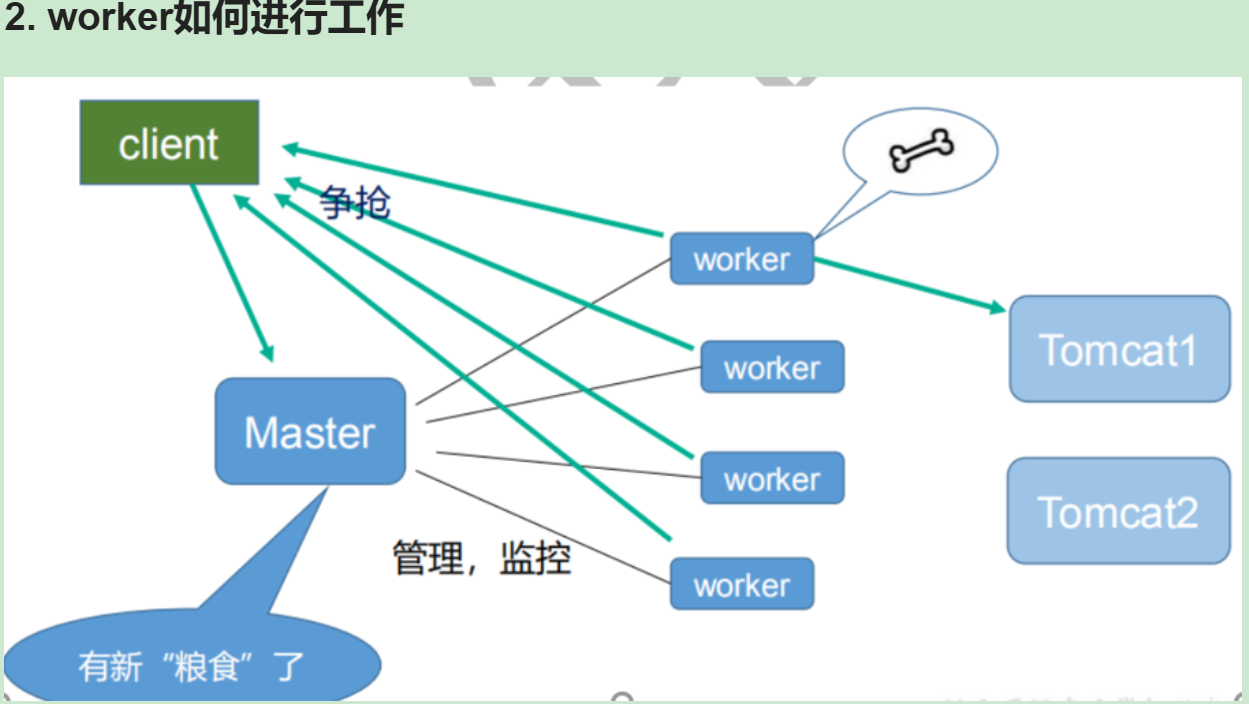 2. worker如何进行工作
client
争抢
worker
Tomcat1
worker
Master
worker
Tomcat2
管理，监控
worker
有新“粮食”了